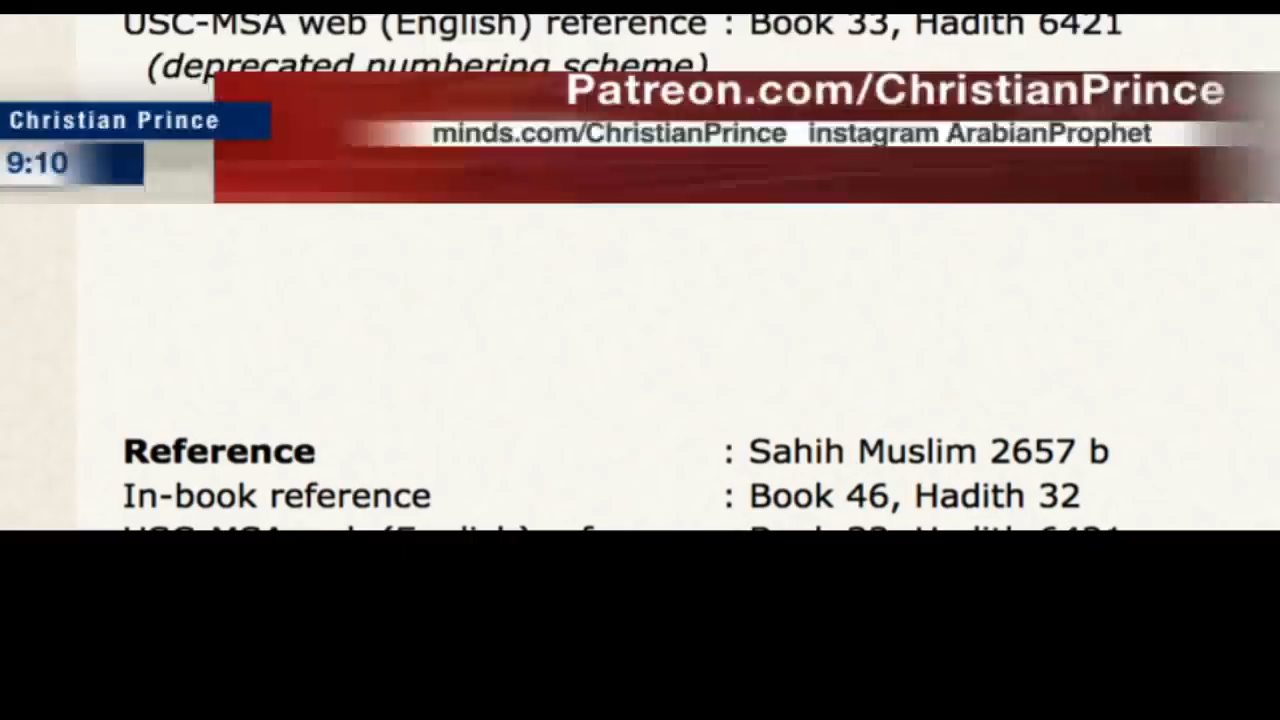 USC-MSA web (English) reference : Book 33, Hadith 6421
(deprecated numbering scheme)
Patreon.com/ChristianPrince
Christian Prince
minds.com/ChristianPrince instagram ArabianProphet
9:10
Reference : Sahih Muslim 2657 b
In-book reference : Book 46, Hadith 32